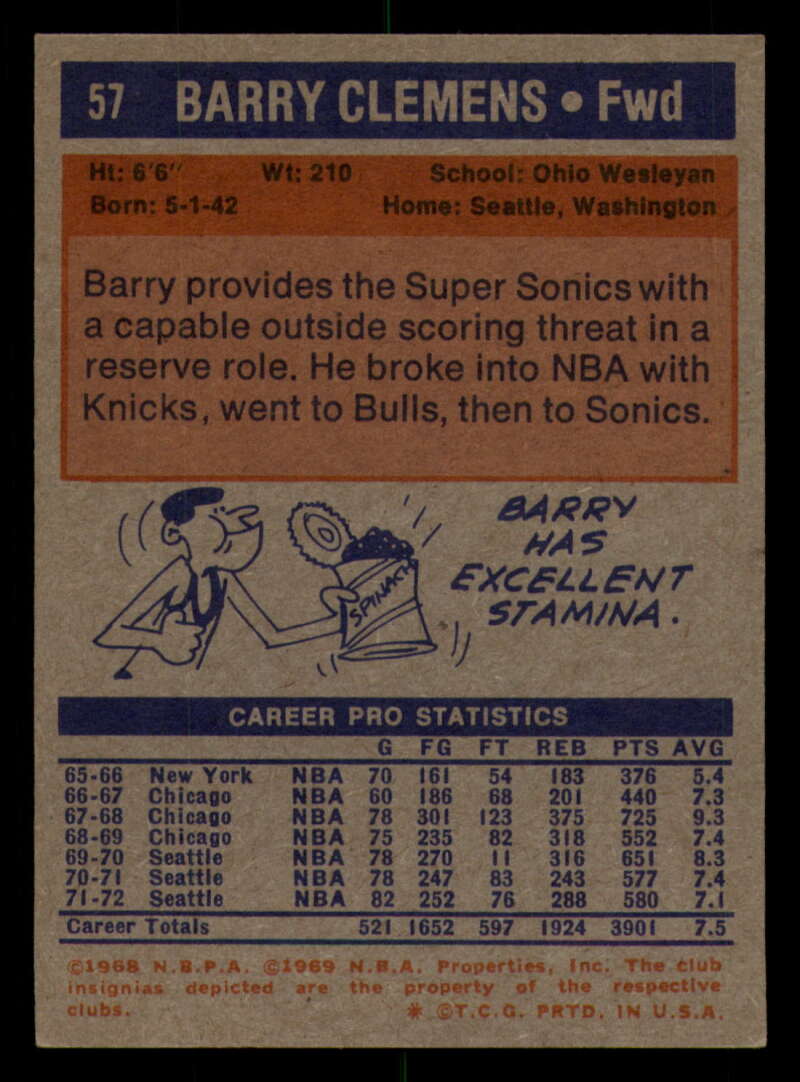 57 BARRY CLEMENS • Fwd
Ht: 6'6" Wt: 210 School: Ohio Wesleyan
Born: 5-1-42 Home: Seattle, Washington
Barry provides the Super Sonics with
a capable outside scoring threat in a
reserve role. He broke into NBA with
Knicks, went to Bulls, then to Sonics.
SPINACH
BARRY
HAS
EXCELLENT
STAMINA.
CAREER PRO STATISTICS
G FG FT REB PTS AVG
65-66 New York NBA 70 161 54 183 376 5.4
66-67 Chicago NBA 60 186 68 201 440 7.3
67-68 Chicago NBA 78 301 123 375 725 9.3
68-69 Chicago NBA 75 235 82 318 552 7.4
69-70 Seattle NBA 78 270 11 316 651 8.3
70-71 Seattle NBA 78 247 83 243 577 7.4
71-72 Seattle NBA 82 252 76 288 580 7.1
Career Totals 521 1652 597 1924 3901 7.5
©1968 N.B.P.A. ©1969 N.B.A. Properties, Inc. The club
insignias depicted are the property of the respective
clubs. * ©T.C.G. PRTD. IN U.S.A.